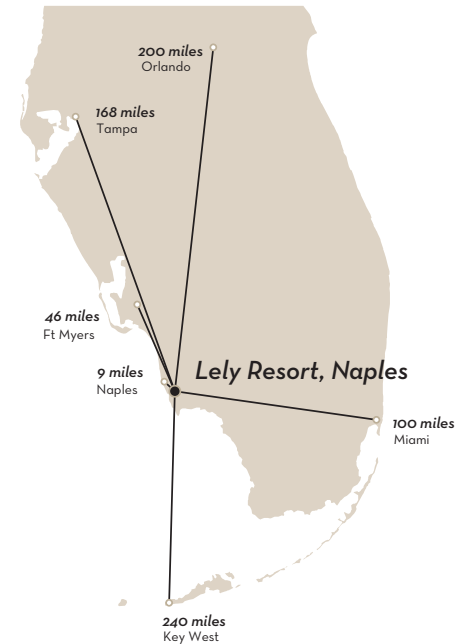 200 miles
Orlando
168 miles
Tampa
46 miles
Ft Myers
9 miles
Naples
Lely Resort, Naples
100 miles
Miami
240 miles
Key West